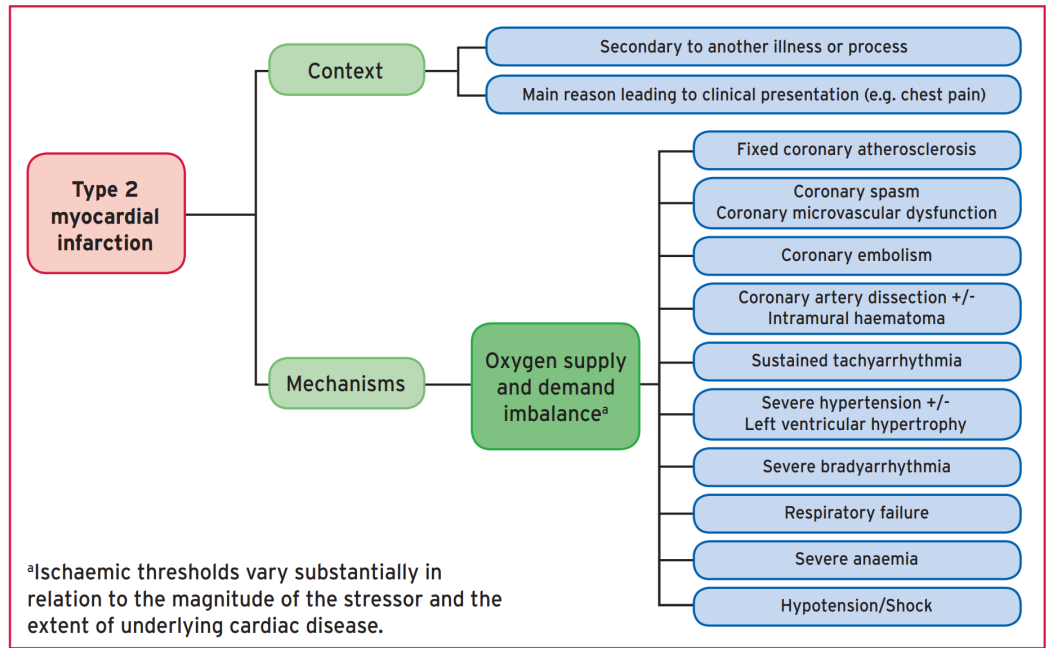 Type 2
myocardial
infarction
Context
Secondary to another illness or process
Main reason leading to clinical presentation (e.g. chest pain)
Mechanisms
Oxygen supply
and demand
imbalanceᵃ
Fixed coronary atherosclerosis
Coronary spasm
Coronary microvascular dysfunction
Coronary embolism
Coronary artery dissection +/-
Intramural haematoma
Sustained tachyarrhythmia
Severe hypertension +/-
Left ventricular hypertrophy
Severe bradyarrhythmia
Respiratory failure
Severe anaemia
Hypotension/Shock
ᵃIschaemic thresholds vary substantially in
relation to the magnitude of the stressor and the
extent of underlying cardiac disease.